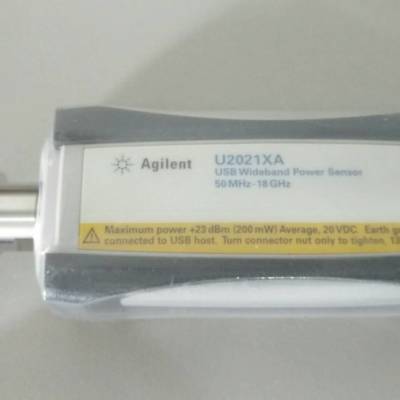 Agilent U2021XA
USB Wideband Power Sensor
50 MHz-18 GHz
Maximum power +23 dBm (200 mW) Average, 20 VDC. Earth
connected to USB host. Turn connector nut only to tighten,